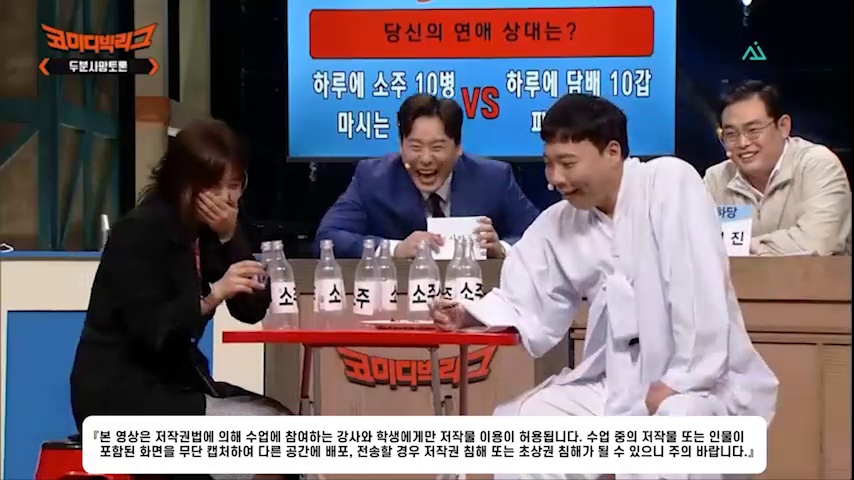 코미디빅리그
두분사망토론
당신의 연애 상대는?
하루에 소주 10병
마시는
VS
하루에 담배 10갑
소
소
주
소
소
진
코미디빅리그
『본 영상은 저작권법에 의해 수업에 참여하는 강사와 학생에게만 저작물 이용이 허용됩니다. 수업 중의 저작물 또는 인물이
포함된 화면을 무단 캡처하여 다른 공간에 배포, 전송할 경우 저작권 침해 또는 초상권 침해가 될 수 있으니 주의 바랍니다.』